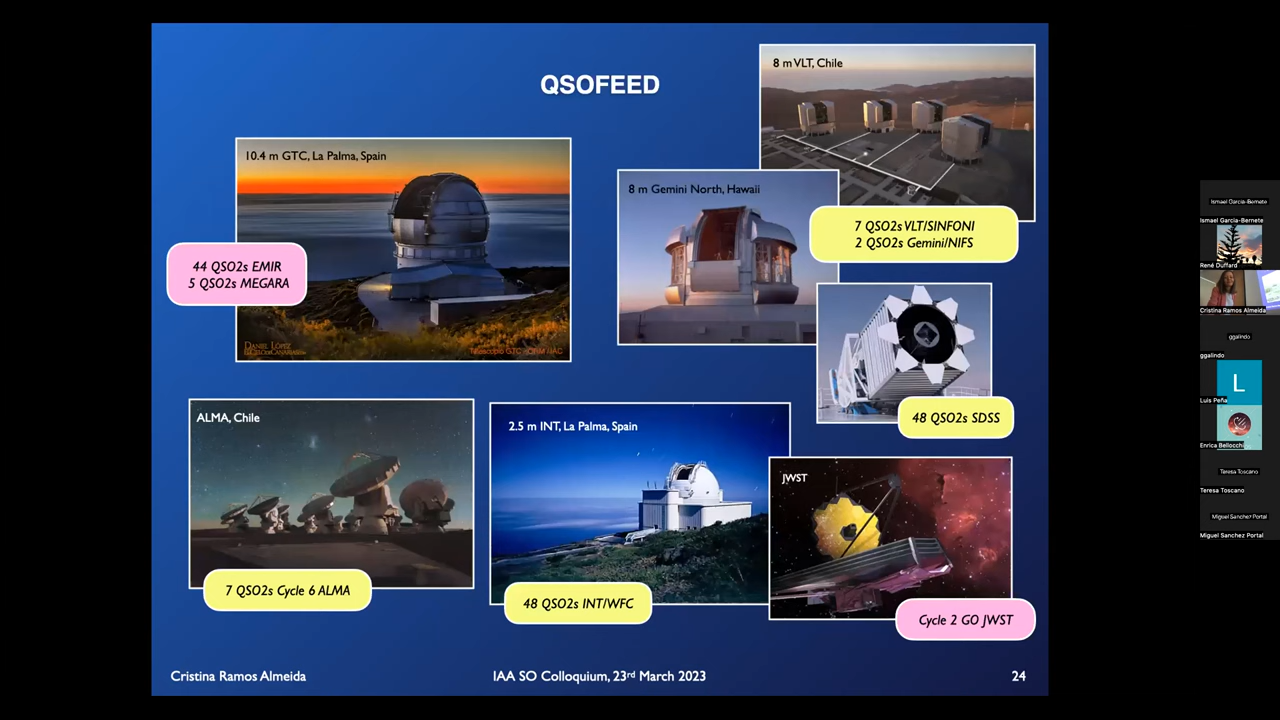 QSOFEED
8 m VLT, Chile
10.4 m GTC, La Palma, Spain
8 m Gemini North, Hawaii
7 QSO2s VLT/SINFONI
2 QSO2s Gemini/NIFS
44 QSO2s EMIR
5 QSO2s MEGARA
DANIEL LÓPEZ
Telescopio GTC
48 QSO2s SDSS
ALMA, Chile
2.5 m INT, La Palma, Spain
JWST
7 QSO2s Cycle 6 ALMA
48 QSO2s INT/WFC
Cycle 2 GO JWST
Cristina Ramos Almeida
IAA SO Colloquium, 23rd March 2023
24
Ismael García-Bernete
Ismael García-Bernete
René Duffard
Cristina Ramos Almeida
ggalindo
ggalindo
L
Luis Peña
Enrica Bellocchi
Teresa Toscano
Teresa Toscano
Miguel Sanchez Portal
Miguel Sanchez Portal